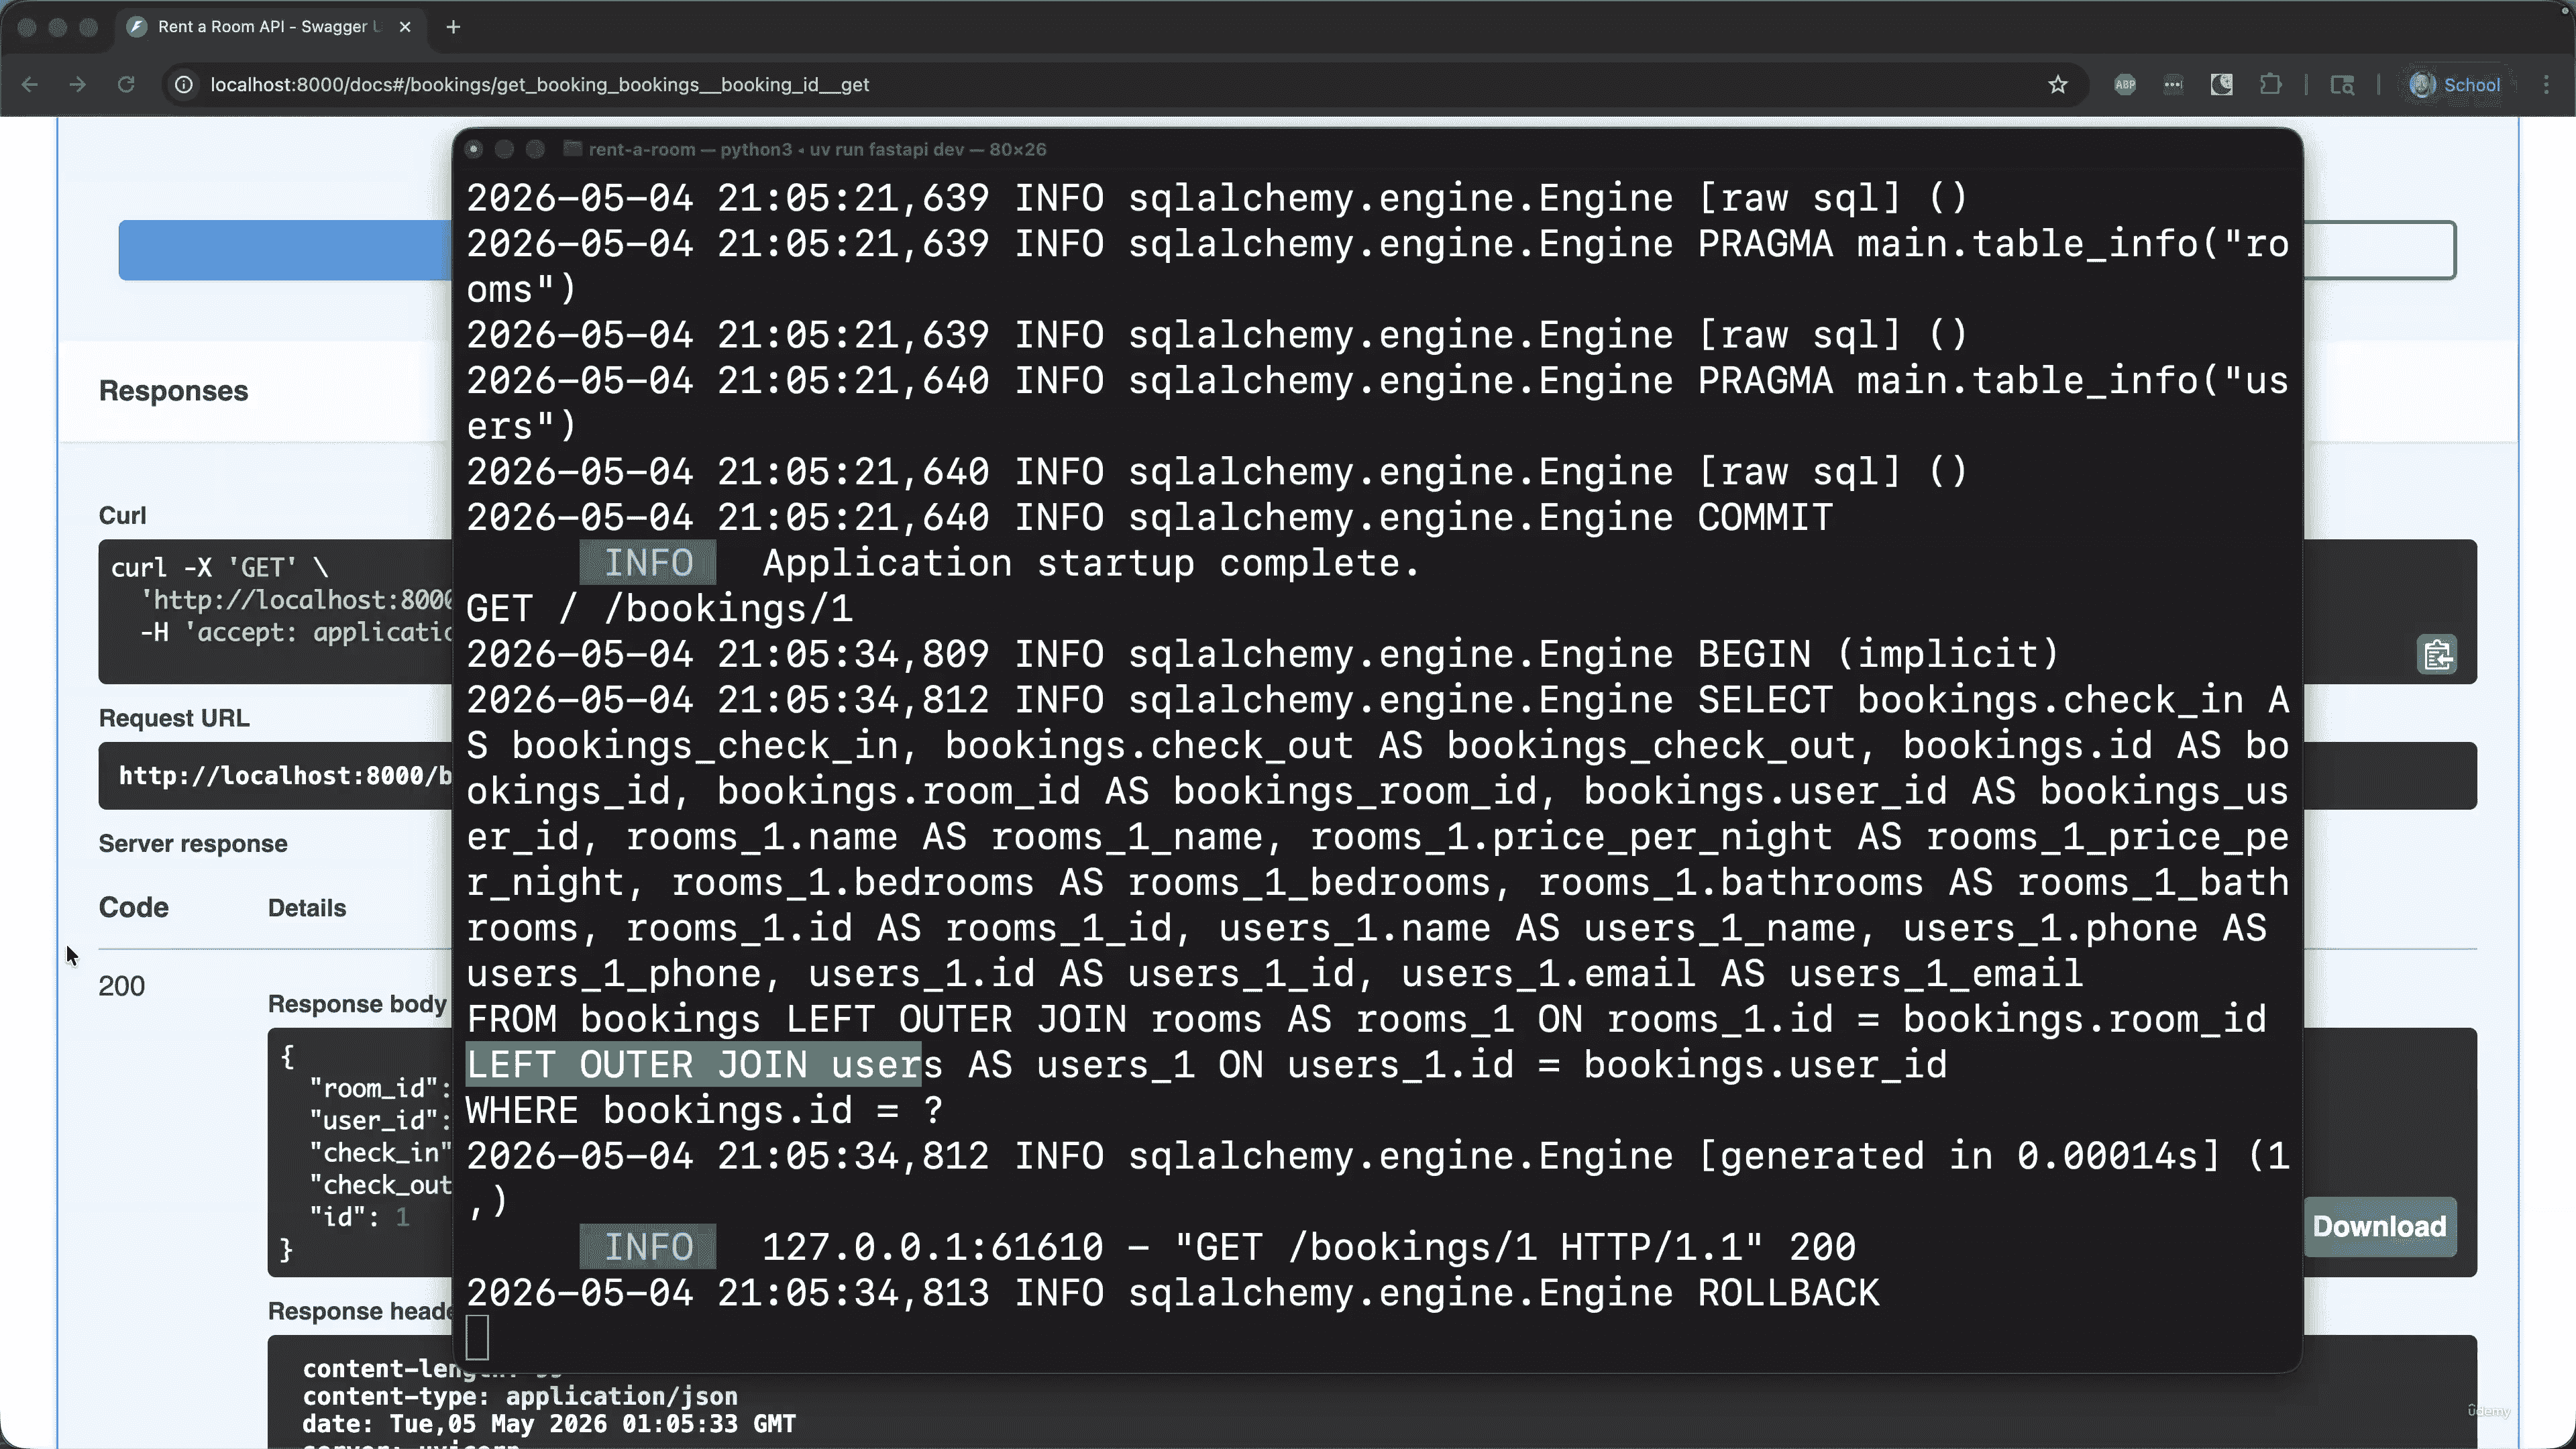 Rent a Room API - Swagger U
localhost:8000/docs#/bookings/get_booking_bookings__booking_id__get
ABP
School
rent-a-room — python3 ◂ uv run fastapi dev — 80×26
2026-05-04 21:05:21,639 INFO sqlalchemy.engine.Engine [raw sql] ()
2026-05-04 21:05:21,639 INFO sqlalchemy.engine.Engine PRAGMA main.table_info("ro
oms")
2026-05-04 21:05:21,639 INFO sqlalchemy.engine.Engine [raw sql] ()
2026-05-04 21:05:21,640 INFO sqlalchemy.engine.Engine PRAGMA main.table_info("us
ers")
2026-05-04 21:05:21,640 INFO sqlalchemy.engine.Engine [raw sql] ()
2026-05-04 21:05:21,640 INFO sqlalchemy.engine.Engine COMMIT
INFO Application startup complete.
GET / /bookings/1
2026-05-04 21:05:34,809 INFO sqlalchemy.engine.Engine BEGIN (implicit)
2026-05-04 21:05:34,812 INFO sqlalchemy.engine.Engine SELECT bookings.check_in A
S bookings_check_in, bookings.check_out AS bookings_check_out, bookings.id AS bo
okings_id, bookings.room_id AS bookings_room_id, bookings.user_id AS bookings_us
er_id, rooms_1.name AS rooms_1_name, rooms_1.price_per_night AS rooms_1_price_pe
r_night, rooms_1.bedrooms AS rooms_1_bedrooms, rooms_1.bathrooms AS rooms_1_bath
rooms, rooms_1.id AS rooms_1_id, users_1.name AS users_1_name, users_1.phone AS
users_1_phone, users_1.id AS users_1_id, users_1.email AS users_1_email
FROM bookings LEFT OUTER JOIN rooms AS rooms_1 ON rooms_1.id = bookings.room_id
LEFT OUTER JOIN users AS users_1 ON users_1.id = bookings.user_id
WHERE bookings.id = ?
2026-05-04 21:05:34,812 INFO sqlalchemy.engine.Engine [generated in 0.00014s] (1
,)
INFO 127.0.0.1:61610 - "GET /bookings/1 HTTP/1.1" 200
2026-05-04 21:05:34,813 INFO sqlalchemy.engine.Engine ROLLBACK
Responses
Curl
curl -X 'GET' \
'http://localhost:8000
-H 'accept: applicatio
Request URL
http://localhost:8000/b
Server response
Code Details
200
Response body
{
"room_id":
"user_id":
"check_in"
"check_out
"id": 1
}
Download
Response heade
content-leng
content-type: application/json
date: Tue,05 May 2026 01:05:33 GMT
udemy